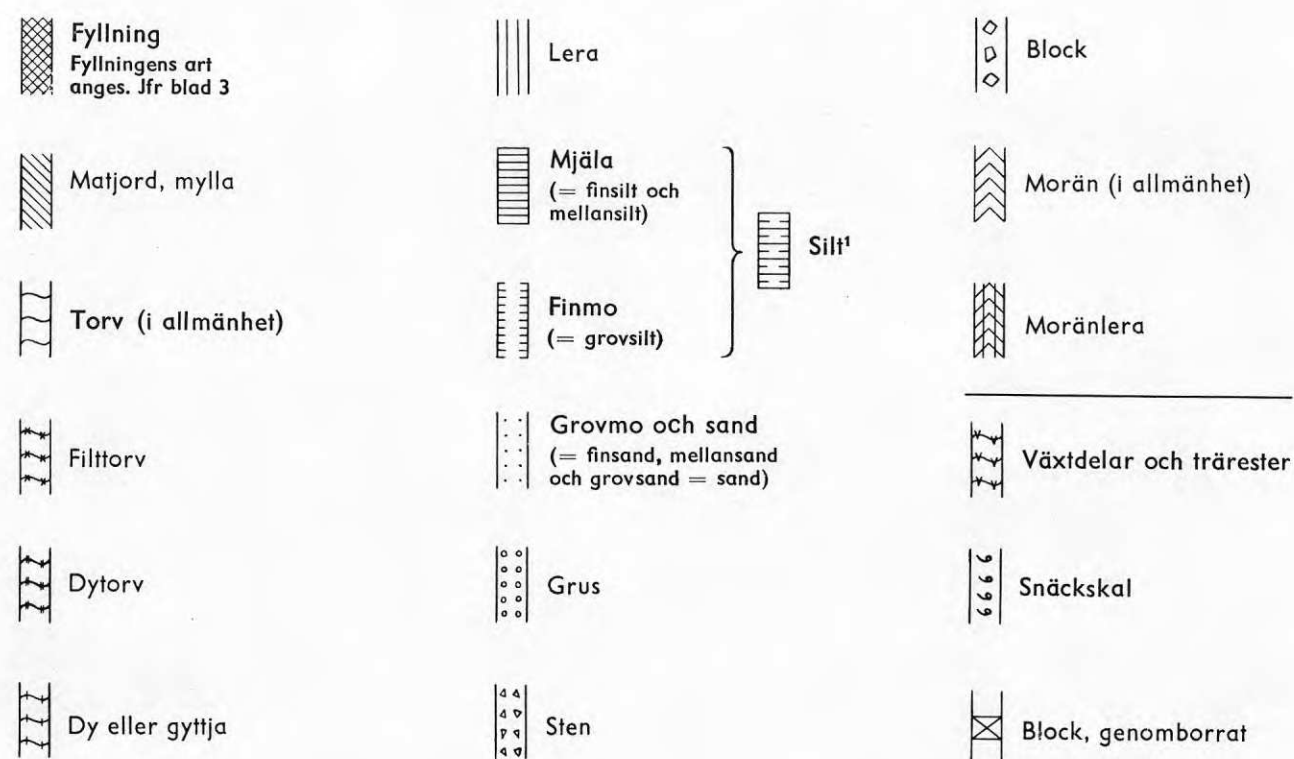 Fyllning
Fyllningens art
anges. Jfr blad 3
Matjord, mylla
Torv (i allmänhet)
Filttorv
Dytorv
Dy eller gyttja
Lera
Mjäla
(= finsilt och
mellansilt)
Finmo
(= grovsilt)
Silt¹
Grovmo och sand
(= finsand, mellansand
och grovsand = sand)
Grus
Sten
Block
Morän (i allmänhet)
Moränlera
Växtdelar och trärester
Snäckskal
Block, genomborrat